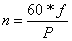 n = 60 * f / P